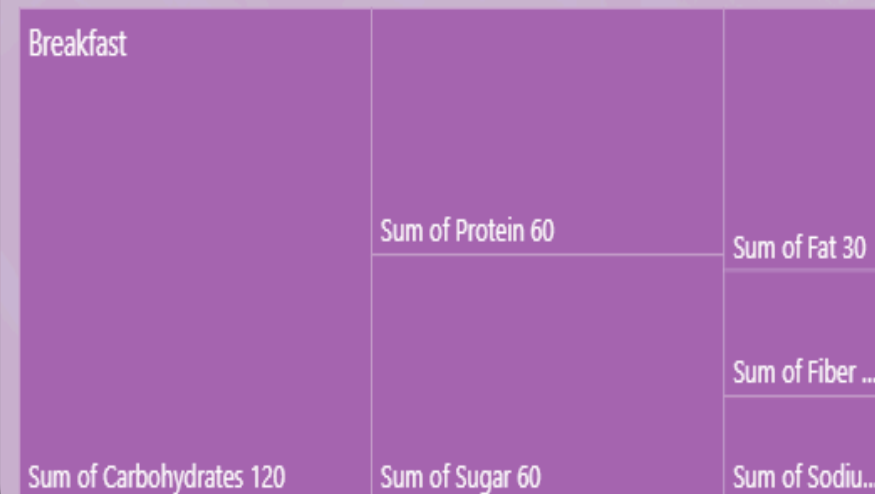 Breakfast
Sum of Protein 60
Sum of Fat 30
Sum of Fiber ...
Sum of Carbohydrates 120
Sum of Sugar 60
Sum of Sodiu...